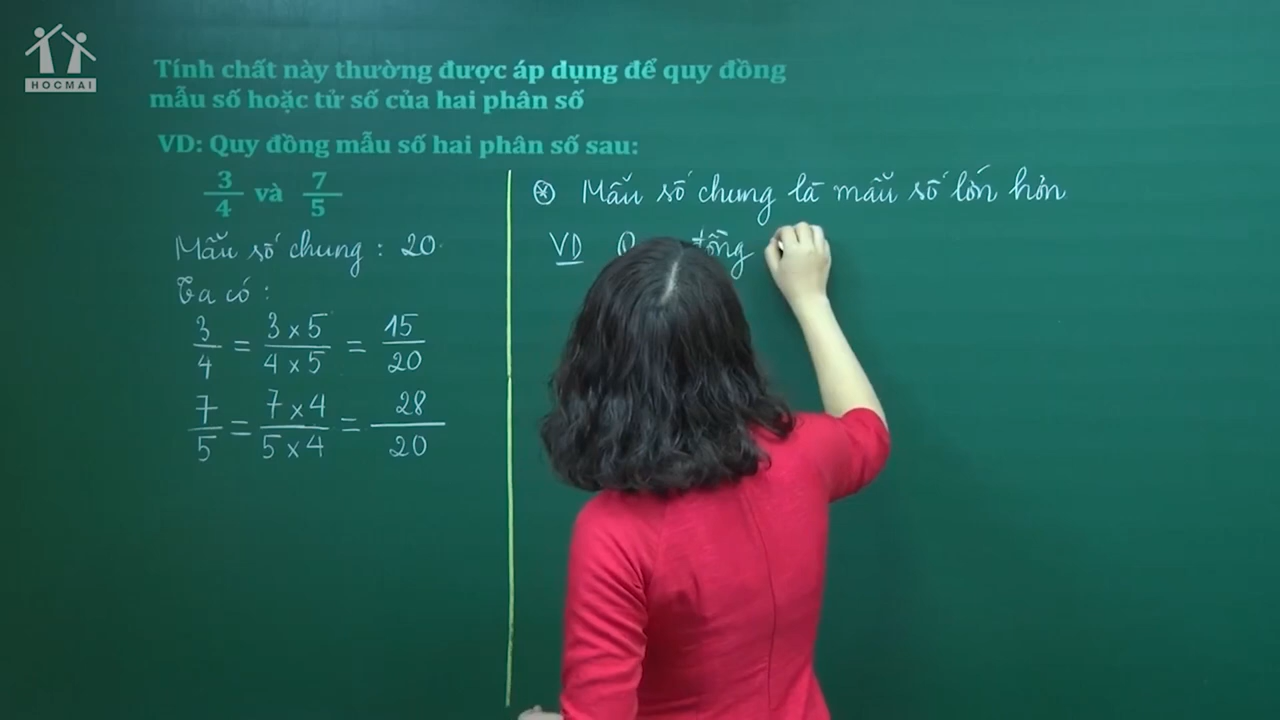 HOCMAI
Tính chất này thường được áp dụng để quy đồng
mẫu số hoặc tử số của hai phân số
VD: Quy đồng mẫu số hai phân số sau:
3/4 và 7/5
Mẫu số chung : 20
Ta có :
3/4 = 3 x 5 / 4 x 5 = 15/20
7/5 = 7 x 4 / 5 x 4 = 28/20
* Mẫu số chung là mẫu số lớn hơn
VD đồng